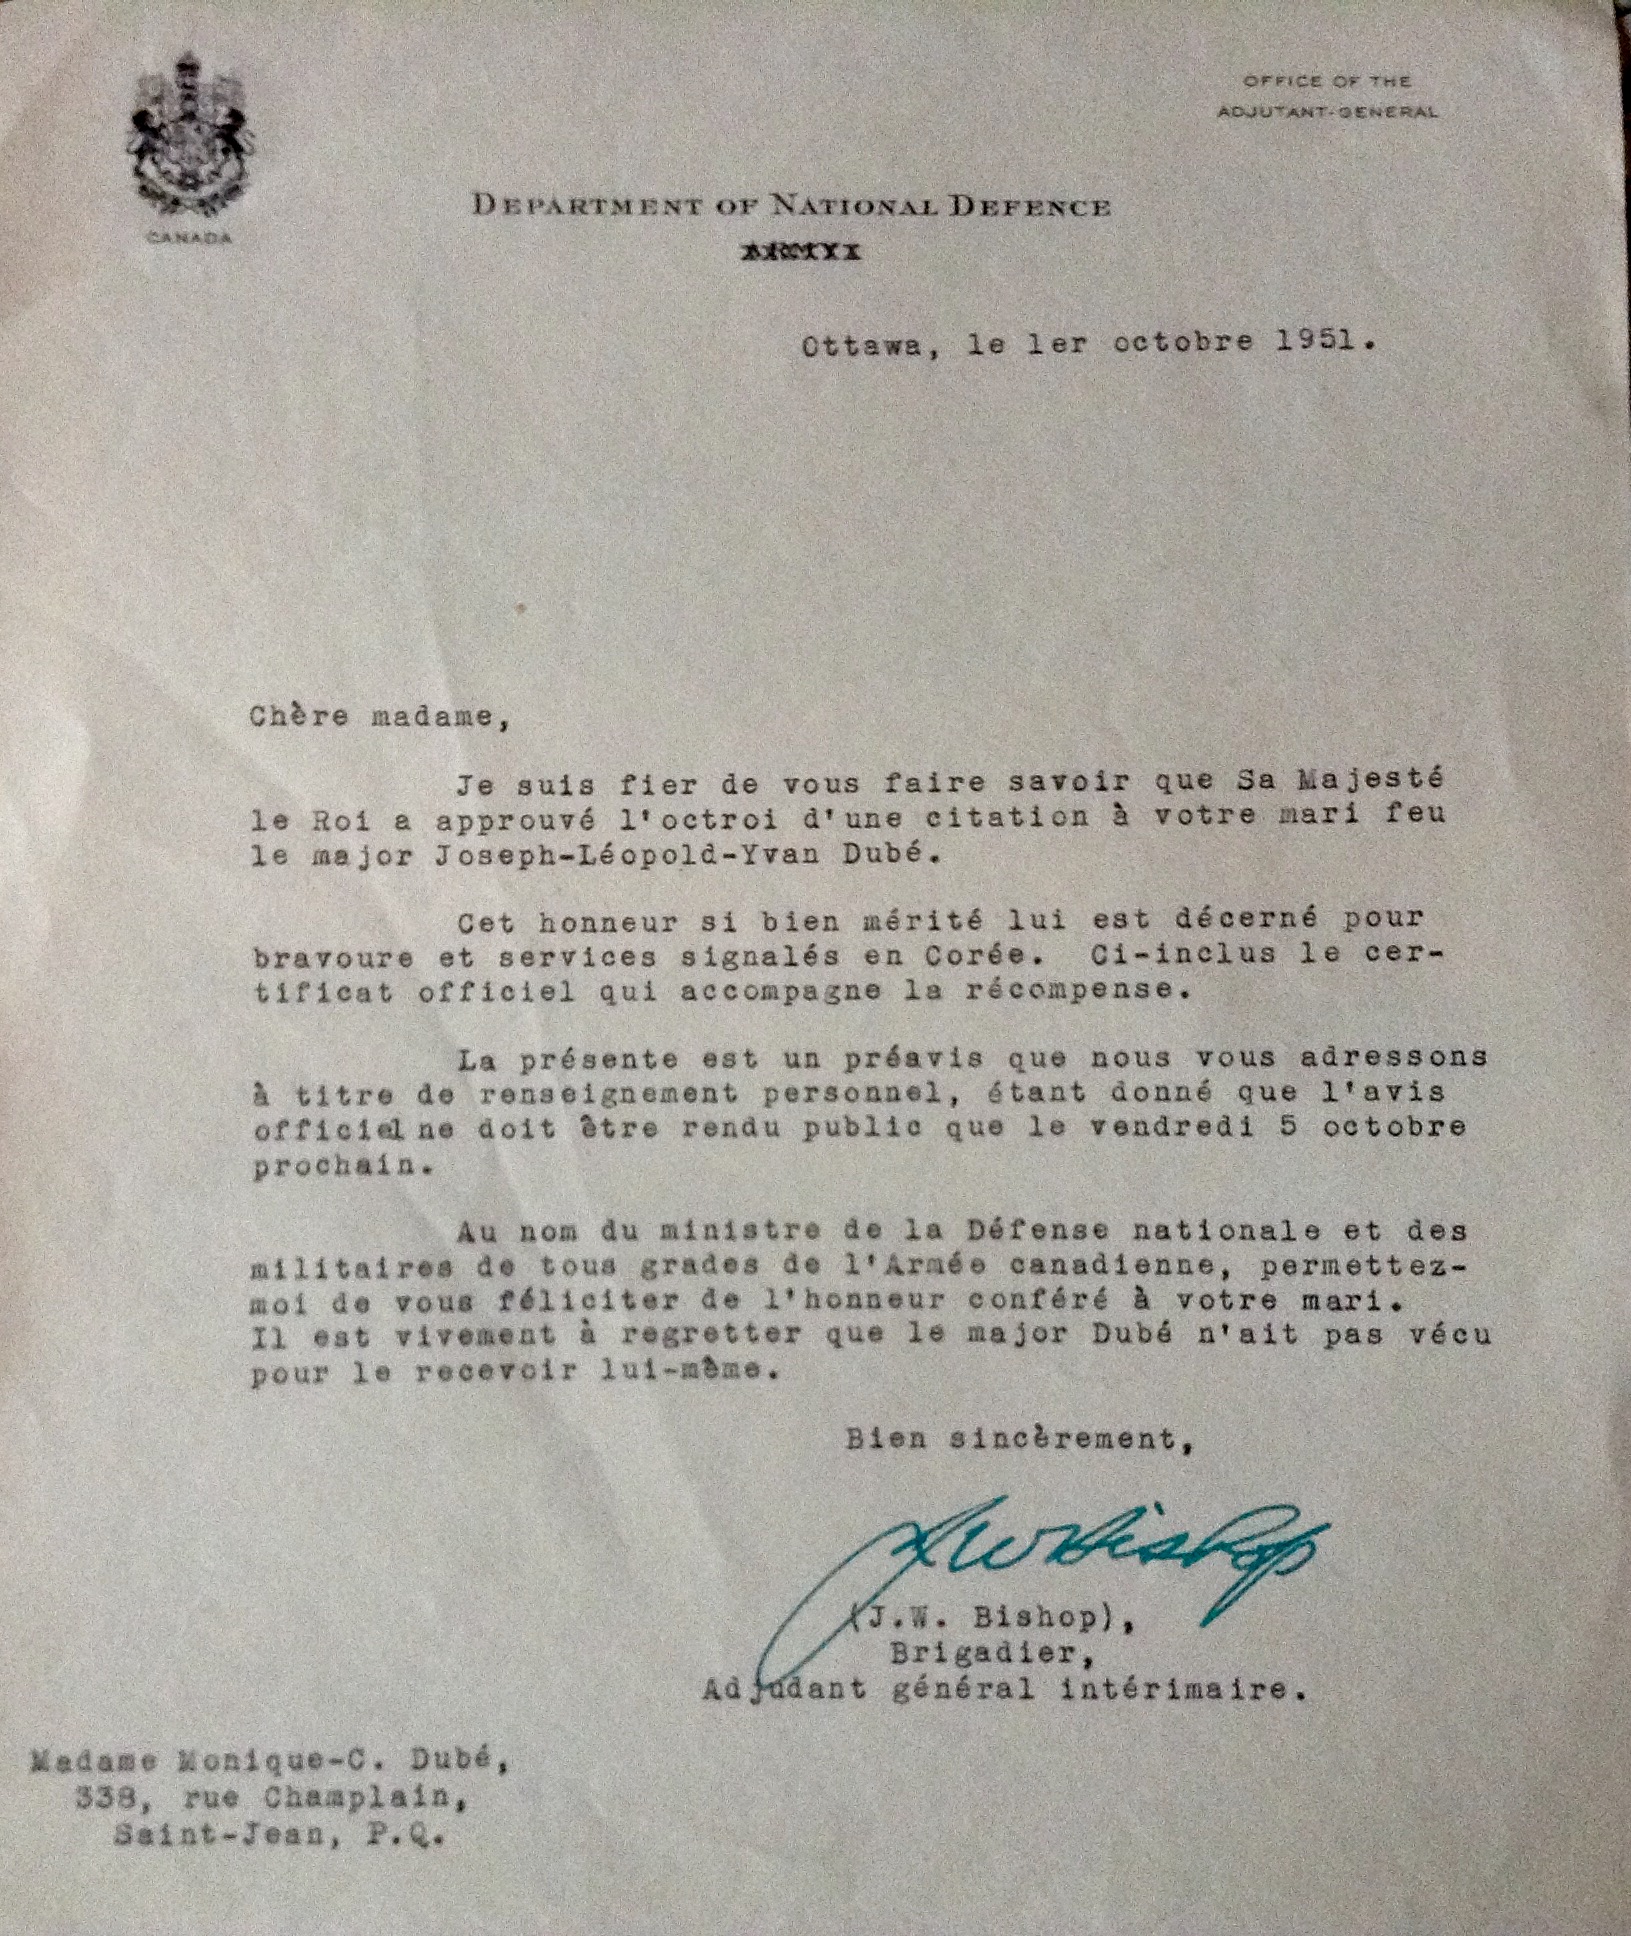 OFFICE OF THE
ADJUTANT-GENERAL
CANADA
DEPARTMENT OF NATIONAL DEFENCE
ARMY
Ottawa, le 1er octobre 1951.
Chère madame,
Je suis fier de vous faire savoir que Sa Majesté
le Roi a approuvé l'octroi d'une citation à votre mari feu
le major Joseph-Léopold-Yvan Dubé.
Cet honneur si bien mérité lui est décerné pour
bravoure et services signalés en Corée. Ci-inclus le cer-
tificat officiel qui accompagne la récompense.
La présente est un préavis que nous vous adressons
à titre de renseignement personnel, étant donné que l'avis
officiel ne doit être rendu public que le vendredi 5 octobre
prochain.
Au nom du ministre de la Défense nationale et des
militaires de tous grades de l'Armée canadienne, permettez-
moi de vous féliciter de l'honneur conféré à votre mari.
Il est vivement à regretter que le major Dubé n'ait pas vécu
pour le recevoir lui-même.
Bien sincèrement,
JWBishop
(J.W. Bishop),
Brigadier,
Adjudant général intérimaire.
Madame Monique-C. Dubé,
338, rue Champlain,
Saint-Jean, P.Q.